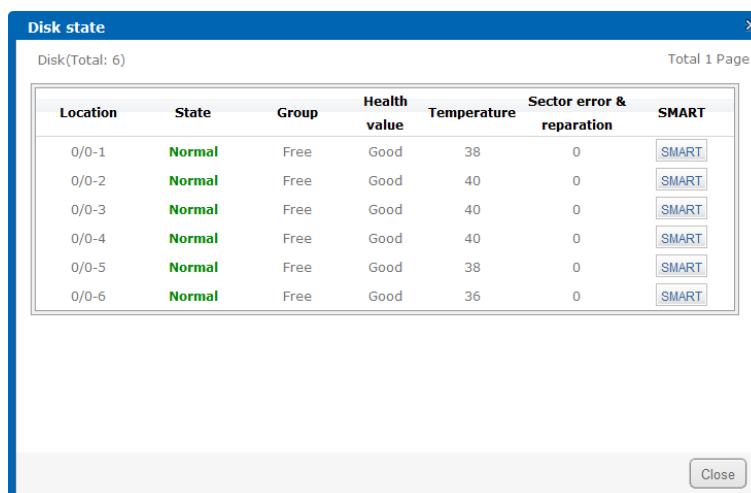 Disk state
Disk(Total: 6) Total 1 Page
Location State Group Health value Temperature Sector error & reparation SMART
0/0-1 Normal Free Good 38 0 SMART
0/0-2 Normal Free Good 40 0 SMART
0/0-3 Normal Free Good 40 0 SMART
0/0-4 Normal Free Good 40 0 SMART
0/0-5 Normal Free Good 38 0 SMART
0/0-6 Normal Free Good 36 0 SMART
Close